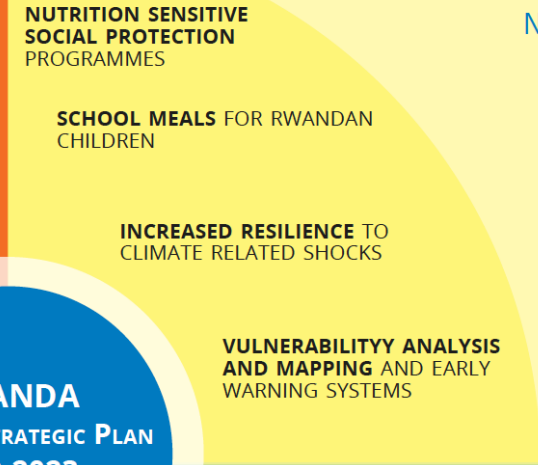 NUTRITION SENSITIVE
SOCIAL PROTECTION
PROGRAMMES
SCHOOL MEALS FOR RWANDAN
CHILDREN
INCREASED RESILIENCE TO
CLIMATE RELATED SHOCKS
VULNERABILITYY ANALYSIS
AND MAPPING AND EARLY
WARNING SYSTEMS
ANDA
RATEGIC PLAN